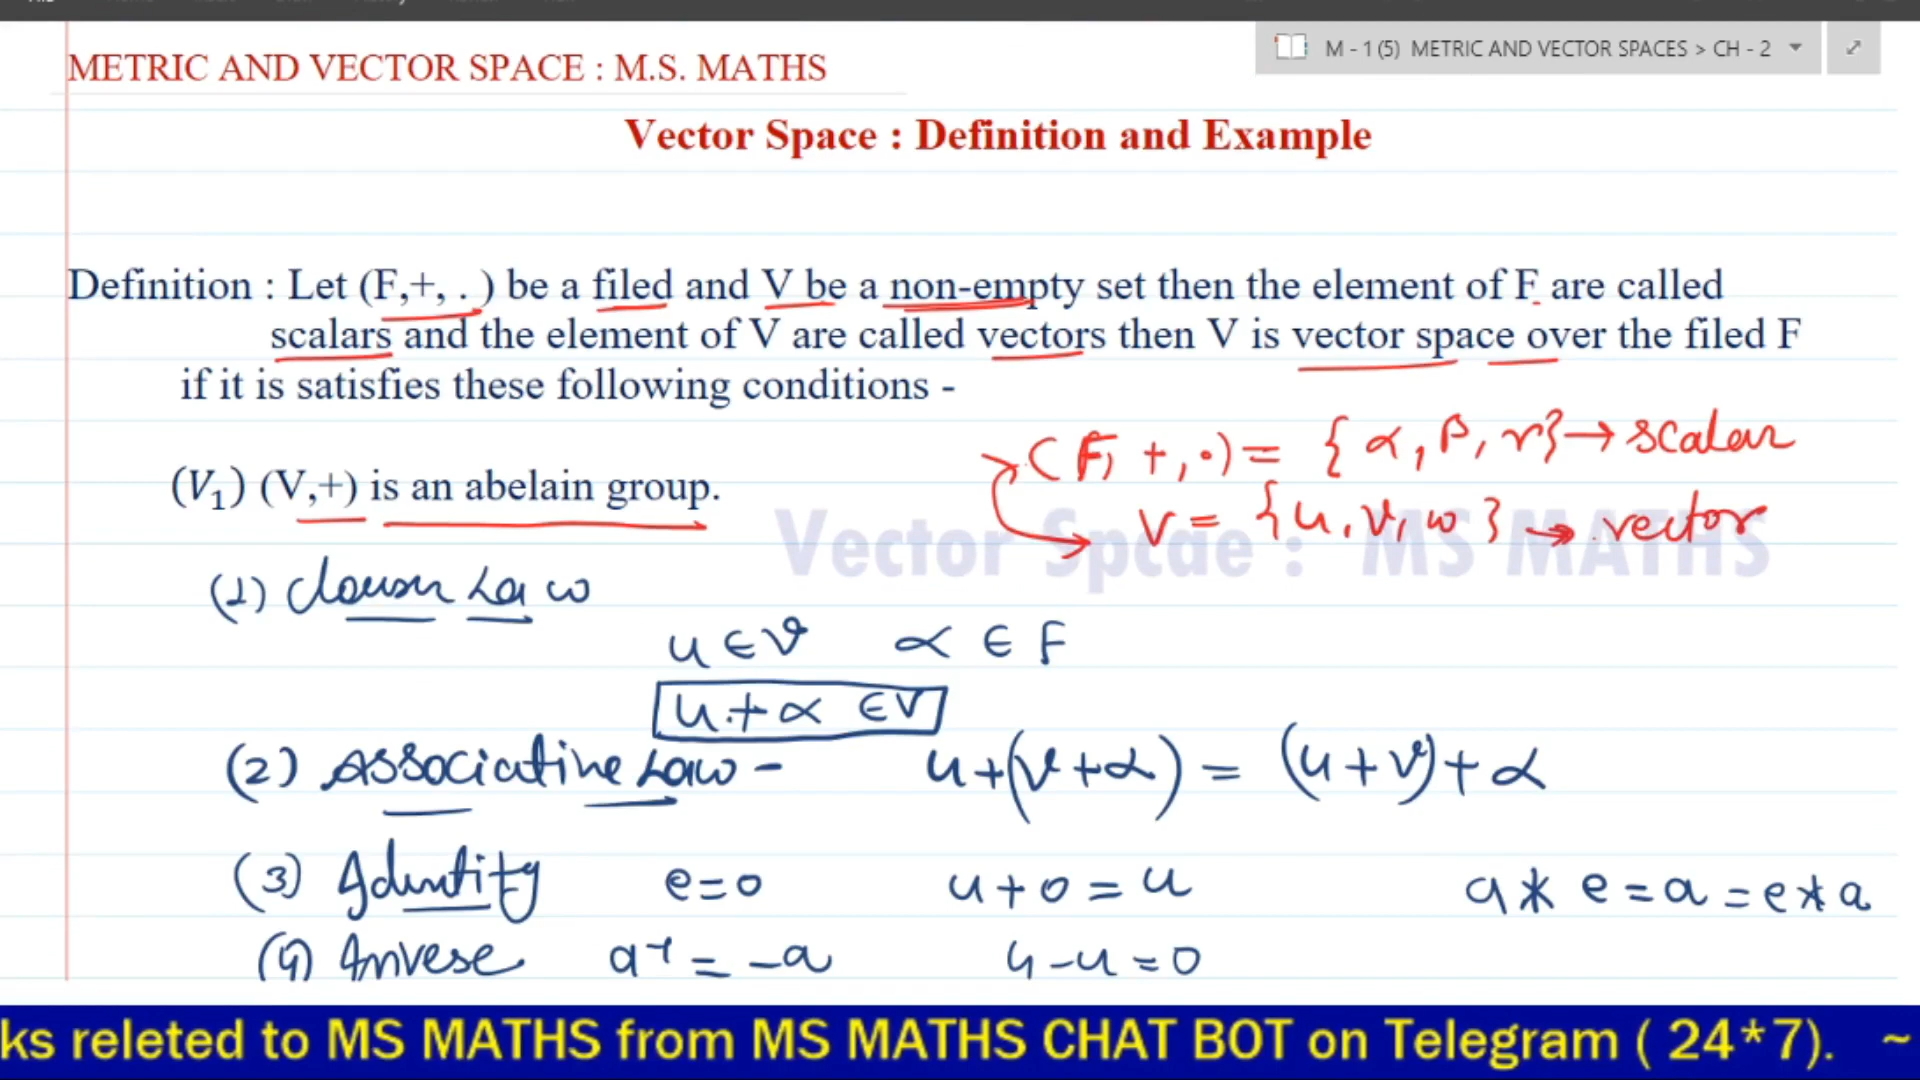 M - 1 (5) METRIC AND VECTOR SPACES > CH - 2
METRIC AND VECTOR SPACE : M.S. MATHS
Vector Space : Definition and Example
Definition : Let (F,+, . ) be a filed and V be a non-empty set then the element of F are called
scalars and the element of V are called vectors then V is vector space over the filed F
if it is satisfies these following conditions -
(F, +, ·) = { α, β, r} → scalar
(V₁) (V,+) is an abelain group.
V = {u, v, w } → vector
Vector Spcae : MS MATHS
(1) Law
u ∈ v α ∈ F
u + α ∈ V
(2) Associative Law - u+(v+α) = (u+v)+α
(3) Identity e=0 u+0=u a * e = a = e * a
(4) Invese a⁻¹ = -a u-u=0
ks releted to MS MATHS from MS MATHS CHAT BOT on Telegram ( 24*7). ~